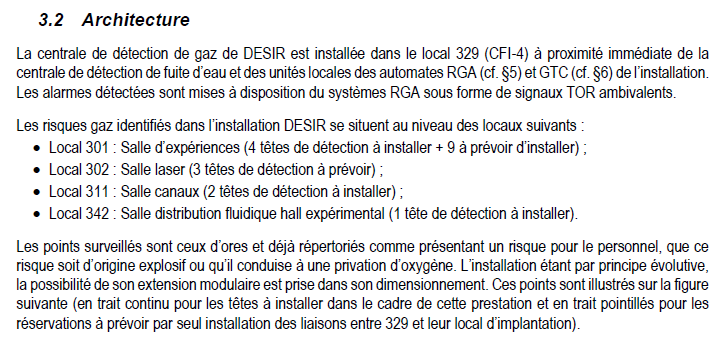 3.2 Architecture
La centrale de détection de gaz de DESIR est installée dans le local 329 (CFI-4) à proximité immédiate de la
centrale de détection de fuite d'eau et des unités locales des automates RGA (cf. §5) et GTC (cf. §6) de l'installation.
Les alarmes détectées sont mises à disposition du systèmes RGA sous forme de signaux TOR ambivalents.
Les risques gaz identifiés dans l'installation DESIR se situent au niveau des locaux suivants :
• Local 301 : Salle d'expériences (4 têtes de détection à installer + 9 à prévoir d'installer) ;
• Local 302 : Salle laser (3 têtes de détection à prévoir) ;
• Local 311 : Salle canaux (2 têtes de détection à installer) ;
• Local 342 : Salle distribution fluidique hall expérimental (1 tête de détection à installer).
Les points surveillés sont ceux d'ores et déjà répertoriés comme présentant un risque pour le personnel, que ce
risque soit d'origine explosif ou qu'il conduise à une privation d'oxygène. L'installation étant par principe évolutive,
la possibilité de son extension modulaire est prise dans son dimensionnement. Ces points sont illustrés sur la figure
suivante (en trait continu pour les têtes à installer dans le cadre de cette prestation et en trait pointillés pour les
réservations à prévoir par seul installation des liaisons entre 329 et leur local d'implantation).